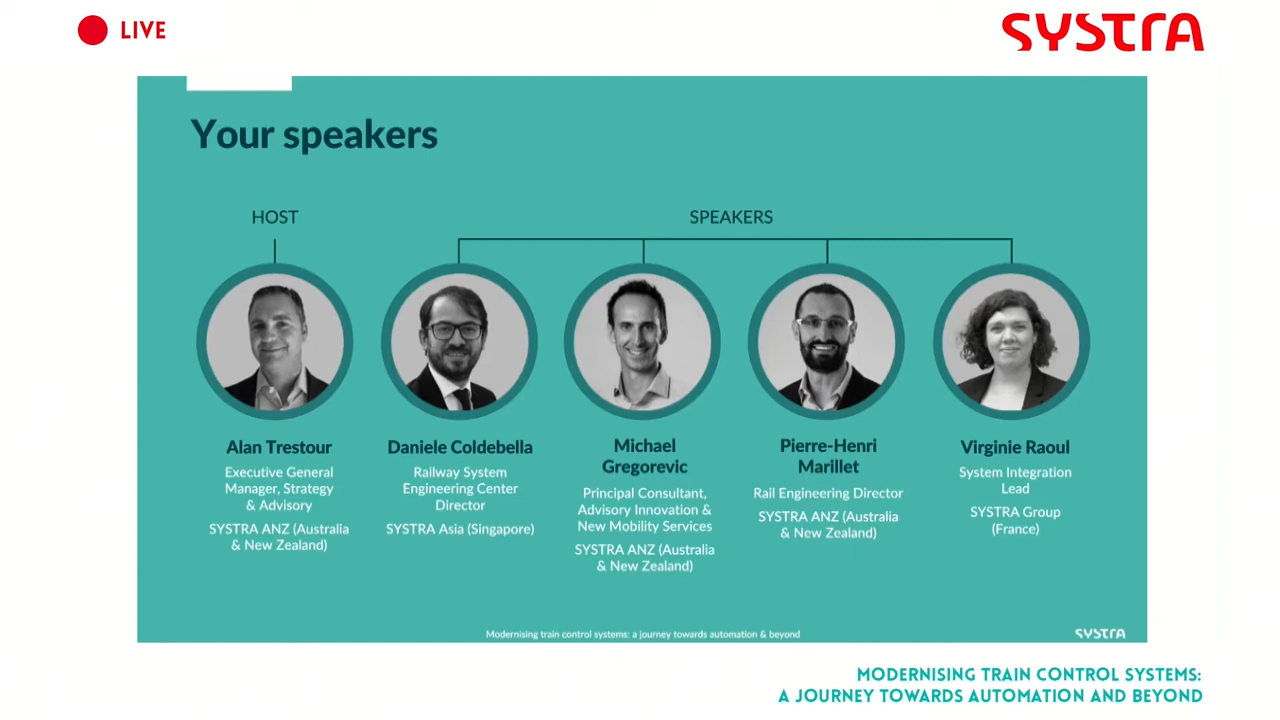 LIVE
SYSTRA
Your speakers
HOST
SPEAKERS
Alan Trestour
Executive General
Manager, Strategy
& Advisory
SYSTRA ANZ (Australia
& New Zealand)
Daniele Coldebella
Railway System
Engineering Center
Director
SYSTRA Asia (Singapore)
Michael
Gregorevic
Principal Consultant,
Advisory Innovation &
New Mobility Services
SYSTRA ANZ (Australia
& New Zealand)
Pierre-Henri
Marillet
Rail Engineering Director
SYSTRA ANZ (Australia
& New Zealand)
Virginie Raoul
System Integration
Lead
SYSTRA Group
(France)
Modernising train control systems: a journey towards automation & beyond
SYSTRA
MODERNISING TRAIN CONTROL SYSTEMS:
A JOURNEY TOWARDS AUTOMATION AND BEYOND